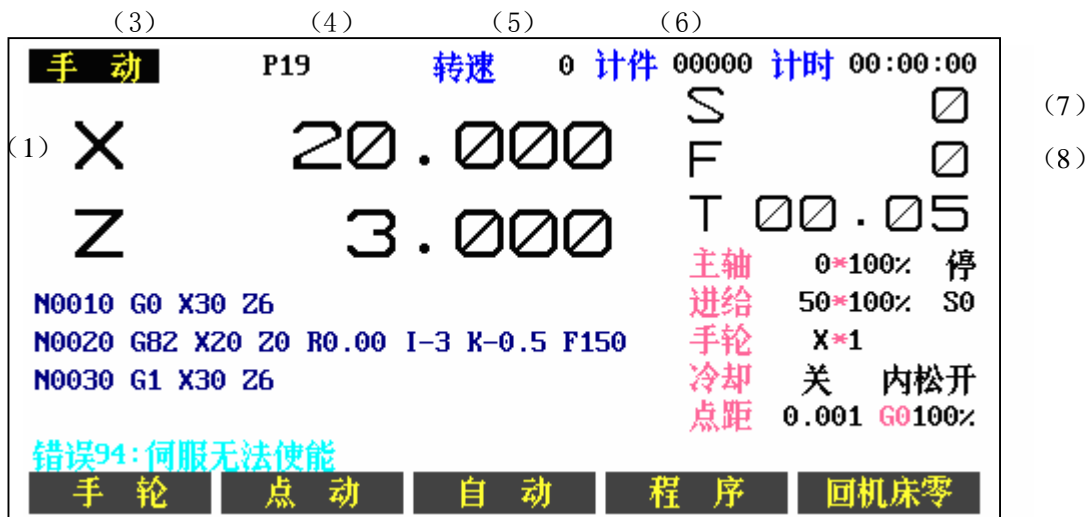 （3） （4） （5） （6）
手 动 P19 转速 0 计件 00000 计时 00:00:00
S 0 （7）
（1） X 20.000
F 0 （8）
Z 3.000 T 00.05
主轴 0*100% 停
N0010 G0 X30 Z6 进给 50*100% S0
N0020 G82 X20 Z0 R0.00 I-3 K-0.5 F150 手轮 X*1
N0030 G1 X30 Z6 冷却 关 内松开
点距 0.001 G0100%
错误94:伺服无法使能
手 轮 点 动 自 动 程 序 回机床零